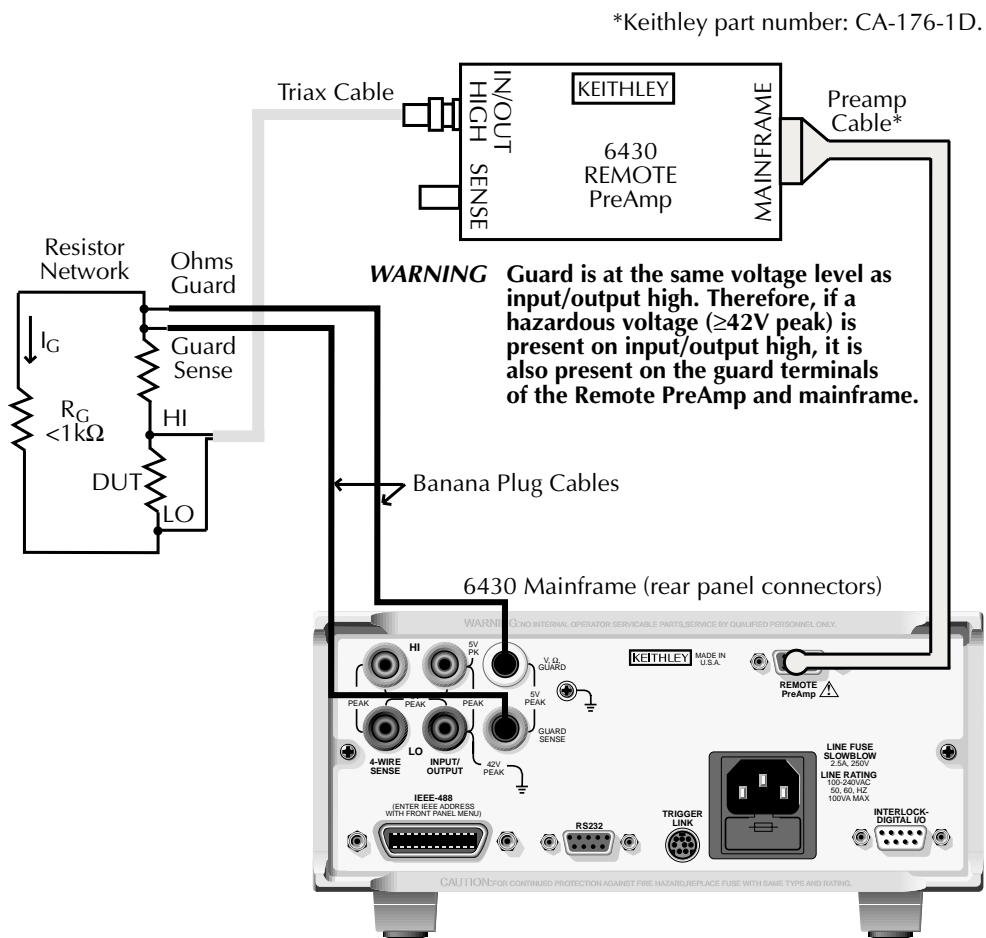 *Keithley part number: CA-176-1D.
Triax Cable
IN/OUT
HIGH
SENSE
KEITHLEY
6430
REMOTE
PreAmp
MAINFRAME
Preamp
Cable*
Resistor
Network
Ohms
Guard
WARNING Guard is at the same voltage level as
input/output high. Therefore, if a
hazardous voltage (≥42V peak) is
present on input/output high, it is
also present on the guard terminals
of the Remote PreAmp and mainframe.
IG
Guard
Sense
RG
<1kΩ
HI
DUT
LO
Banana Plug Cables
6430 Mainframe (rear panel connectors)
WARNING:NO INTERNAL OPERATOR SERVICABLE PARTS,SERVICE BY QUALIFIED PERSONNEL ONLY.
HI
5V
PK
V, Ω,
GUARD
KEITHLEY
MADE IN
U.S.A.
REMOTE
PreAmp
PEAK
PEAK
PEAK
5V
PEAK
GUARD
SENSE
LO
4-WIRE
SENSE
INPUT/
OUTPUT
42V
PEAK
LINE FUSE
SLOWBLOW
2.5A, 250V
LINE RATING
100-240VAC
50, 60, HZ
100VA MAX
IEEE-488
(ENTER IEEE ADDRESS
WITH FRONT PANEL MENU)
RS232
TRIGGER
LINK
INTERLOCK-
DIGITAL I/O
CAUTION:FOR CONTINUED PROTECTION AGAINST FIRE HAZARD,REPLACE FUSE WITH SAME TYPE AND RATING.